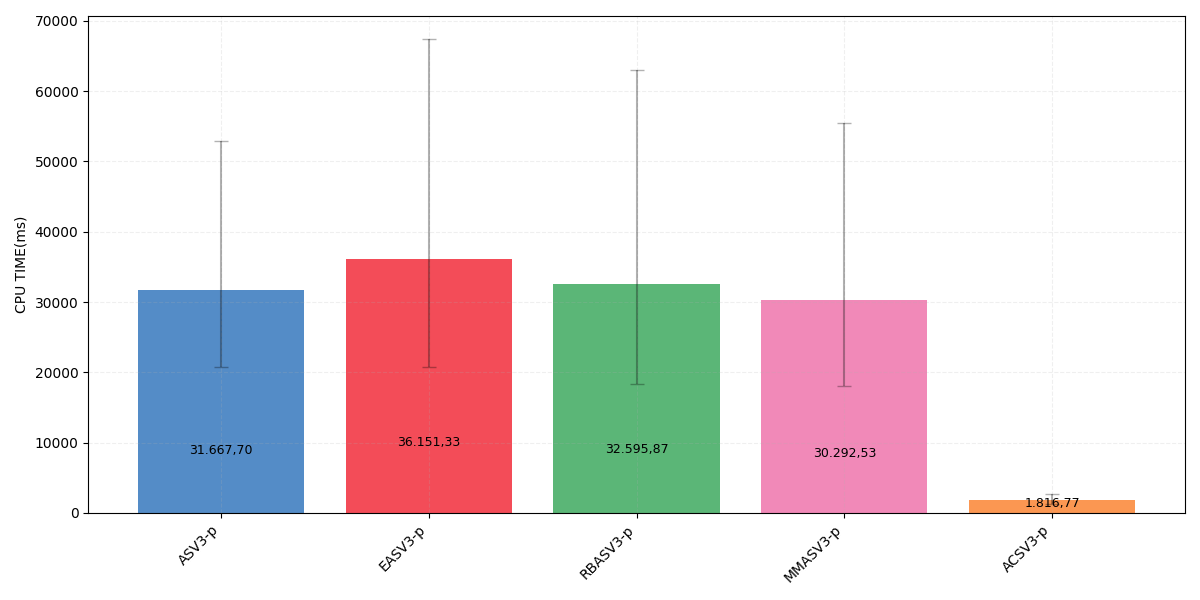 70000
60000
50000
40000
30000
20000
10000
0
CPU TIME(ms)
31.667,70
36.151,33
32.595,87
30.292,53
1.816,77
ASV3-p
EASV3-p
RBASV3-p
MMASV3-p
ACSV3-p